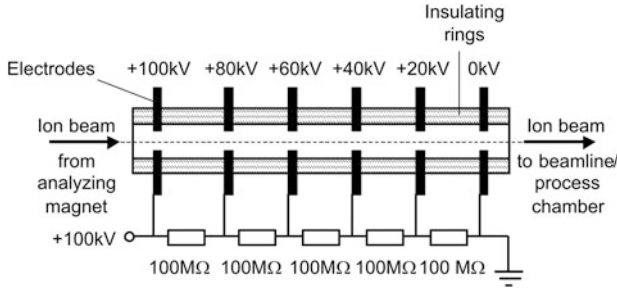 Insulating
rings
Electrodes
+100kV +80kV +60kV +40kV +20kV 0kV
Ion beam
from
analyzing
magnet
Ion beam
to beamline/
process
chamber
+100kV
100MΩ 100MΩ 100MΩ 100MΩ 100 MΩ